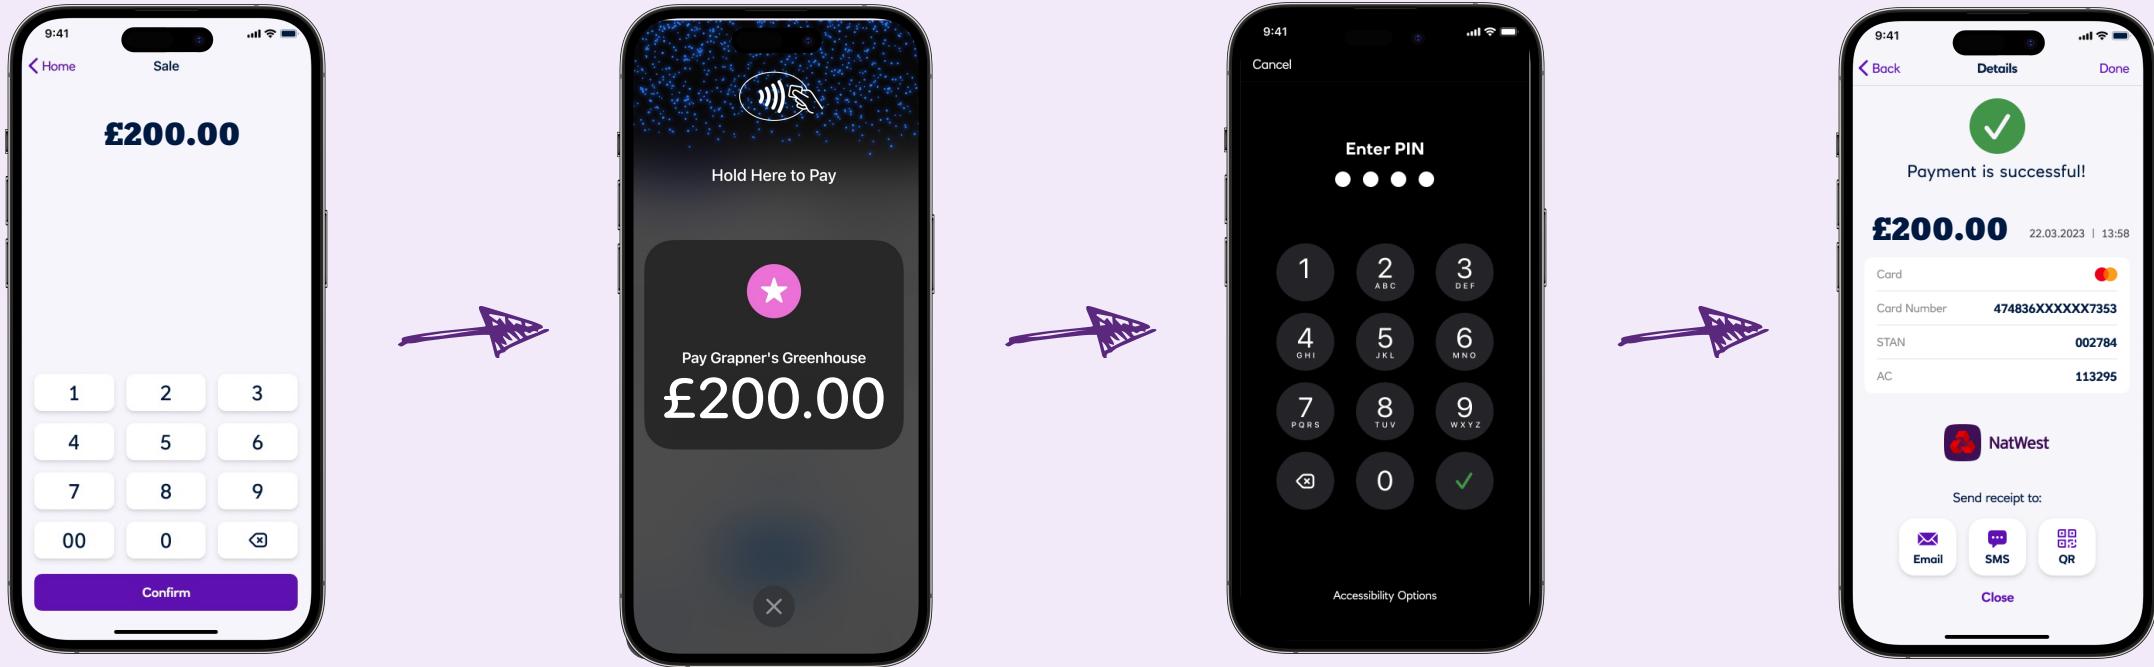 9:41
Home
Sale
£200.00
1 2 3
4 5 6
7 8 9
00 0
Confirm
Hold Here to Pay
Pay Grapner's Greenhouse
£200.00
9:41
Cancel
Enter PIN
1 2 3
ABC DEF
4 5 6
GHI JKL MNO
7 8 9
PQRS TUV WXYZ
0
Accessibility Options
9:41
Back Details Done
Payment is successful!
£200.00 22.03.2023 | 13:58
Card
Card Number 474836XXXXXX7353
STAN 002784
AC 113295
NatWest
Send receipt to:
Email SMS QR
Close